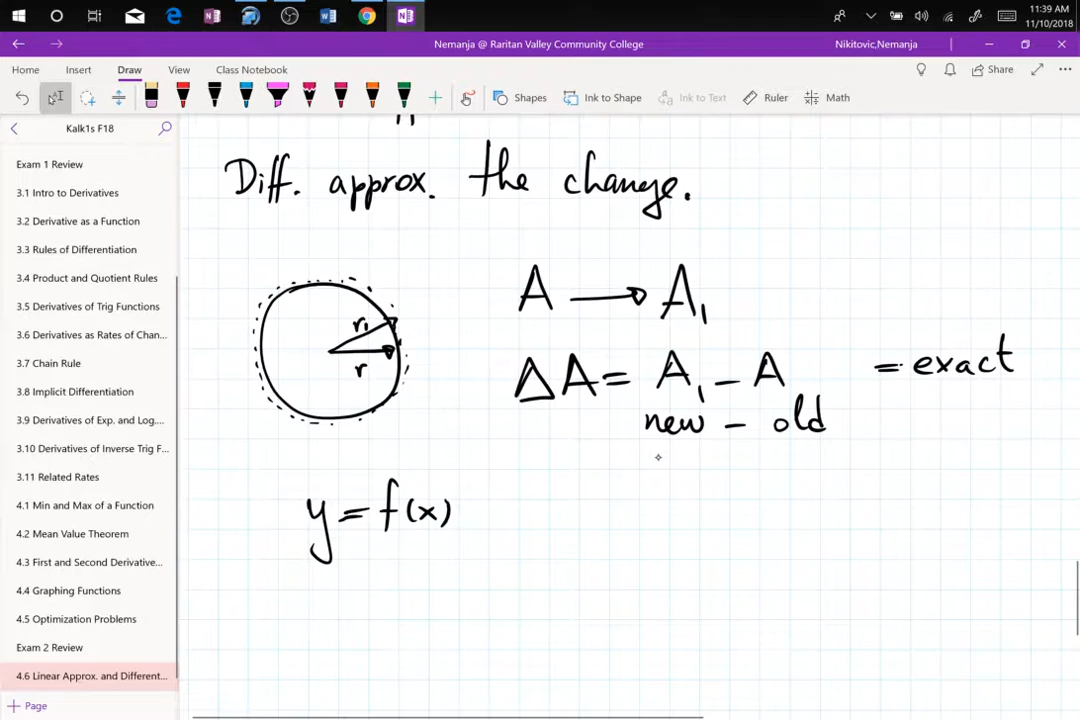 11:39 AM
11/10/2018
Nemanja @ Raritan Valley Community College
Nikitovic,Nemanja
Home Insert Draw View Class Notebook
Share
Shapes Ink to Shape Ink to Text Ruler Math
Kalk1s F18
Exam 1 Review
3.1 Intro to Derivatives
3.2 Derivative as a Function
3.3 Rules of Differentiation
3.4 Product and Quotient Rules
3.5 Derivatives of Trig Functions
3.6 Derivatives as Rates of Chan...
3.7 Chain Rule
3.8 Implicit Differentiation
3.9 Derivatives of Exp. and Log....
3.10 Derivatives of Inverse Trig F...
3.11 Related Rates
4.1 Min and Max of a Function
4.2 Mean Value Theorem
4.3 First and Second Derivative...
4.4 Graphing Functions
4.5 Optimization Problems
Exam 2 Review
4.6 Linear Approx. and Different...
+ Page
Diff. approx. the change.
r₁
r
A → A₁
ΔA = A₁ − A = exact
new − old
y = f(x)